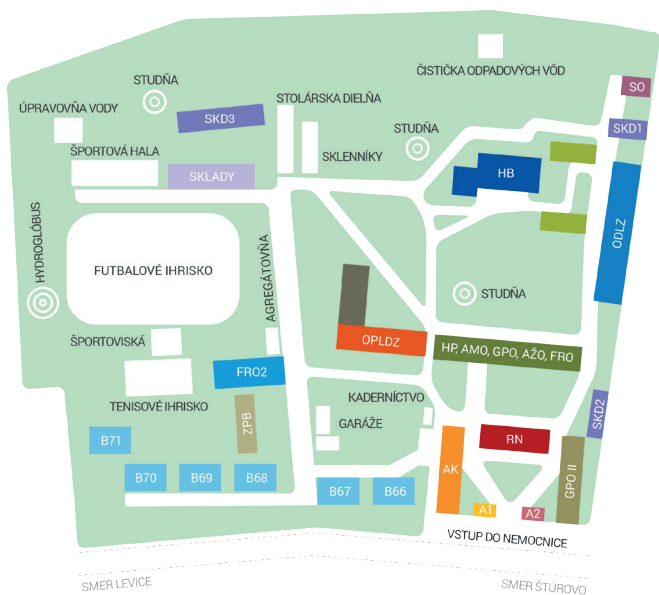 ČISTIČKA ODPADOVÝCH VÔD
STUDŇA
SO
STOLÁRSKA DIELŇA
ÚPRAVOVŇA VODY
SKD3
STUDŇA
SKD1
ŠPORTOVÁ HALA
SKLENNÍKY
SKLADY
HB
ODLZ
HYDROGLÓBUS
FUTBALOVÉ IHRISKO
AGREGÁTOVŇA
STUDŇA
ŠPORTOVISKÁ
OPLDZ
HP, AMO, GPO, AŽO, FRO
FRO2
TENISOVÉ IHRISKO
ZPB
KADERNÍCTVO
GARÁŽE
SKD2
B71
RN
AK
GPO II
B70
B69
B68
B67
B66
A1
A2
VSTUP DO NEMOCNICE
SMER LEVICE
SMER ŠTÚROVO